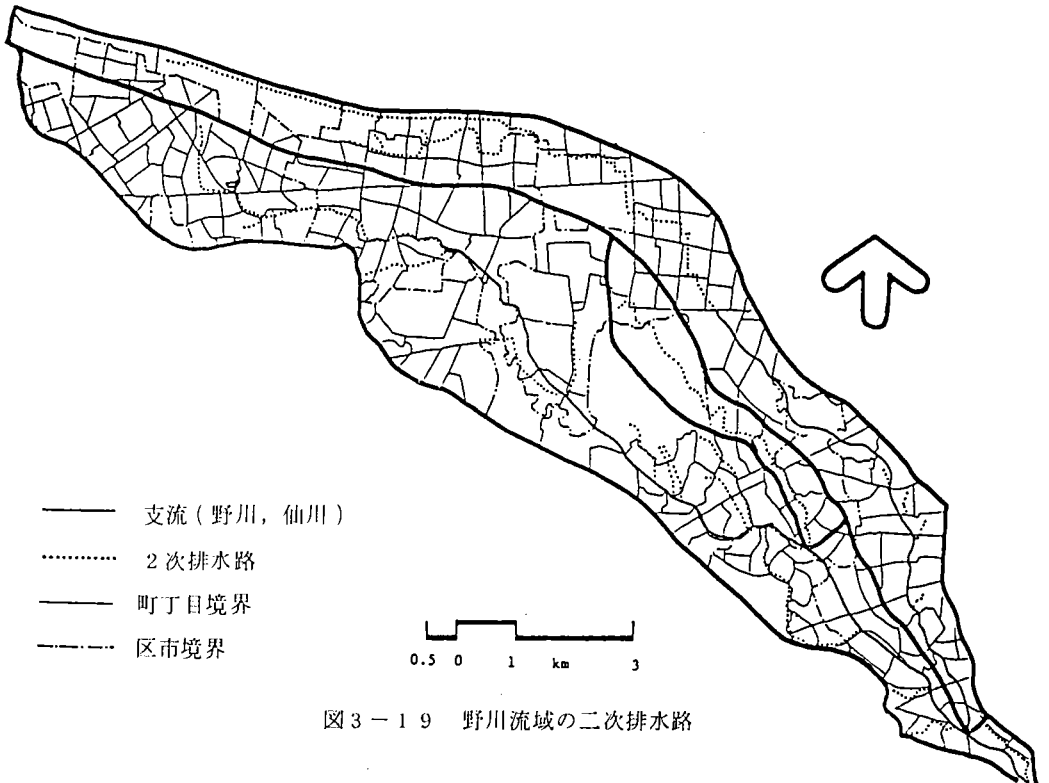 支流(野川,仙川)
2次排水路
町丁目境界
区市境界
0.5 0 1 km 3
図3-19 野川流域の二次排水路